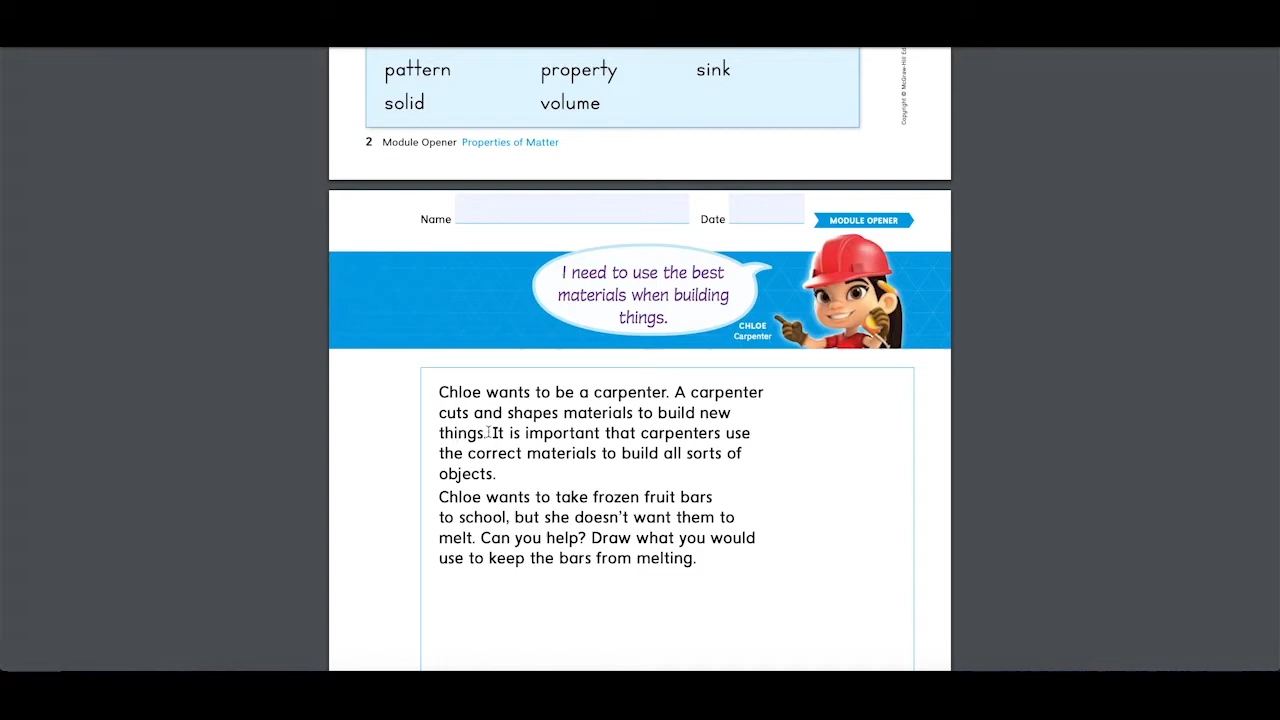 pattern property sink
solid volume
Copyright © McGraw-Hill Ed
2 Module Opener Properties of Matter
Name Date MODULE OPENER
I need to use the best
materials when building
things.
CHLOE
Carpenter
Chloe wants to be a carpenter. A carpenter
cuts and shapes materials to build new
things. It is important that carpenters use
the correct materials to build all sorts of
objects.
Chloe wants to take frozen fruit bars
to school, but she doesn't want them to
melt. Can you help? Draw what you would
use to keep the bars from melting.